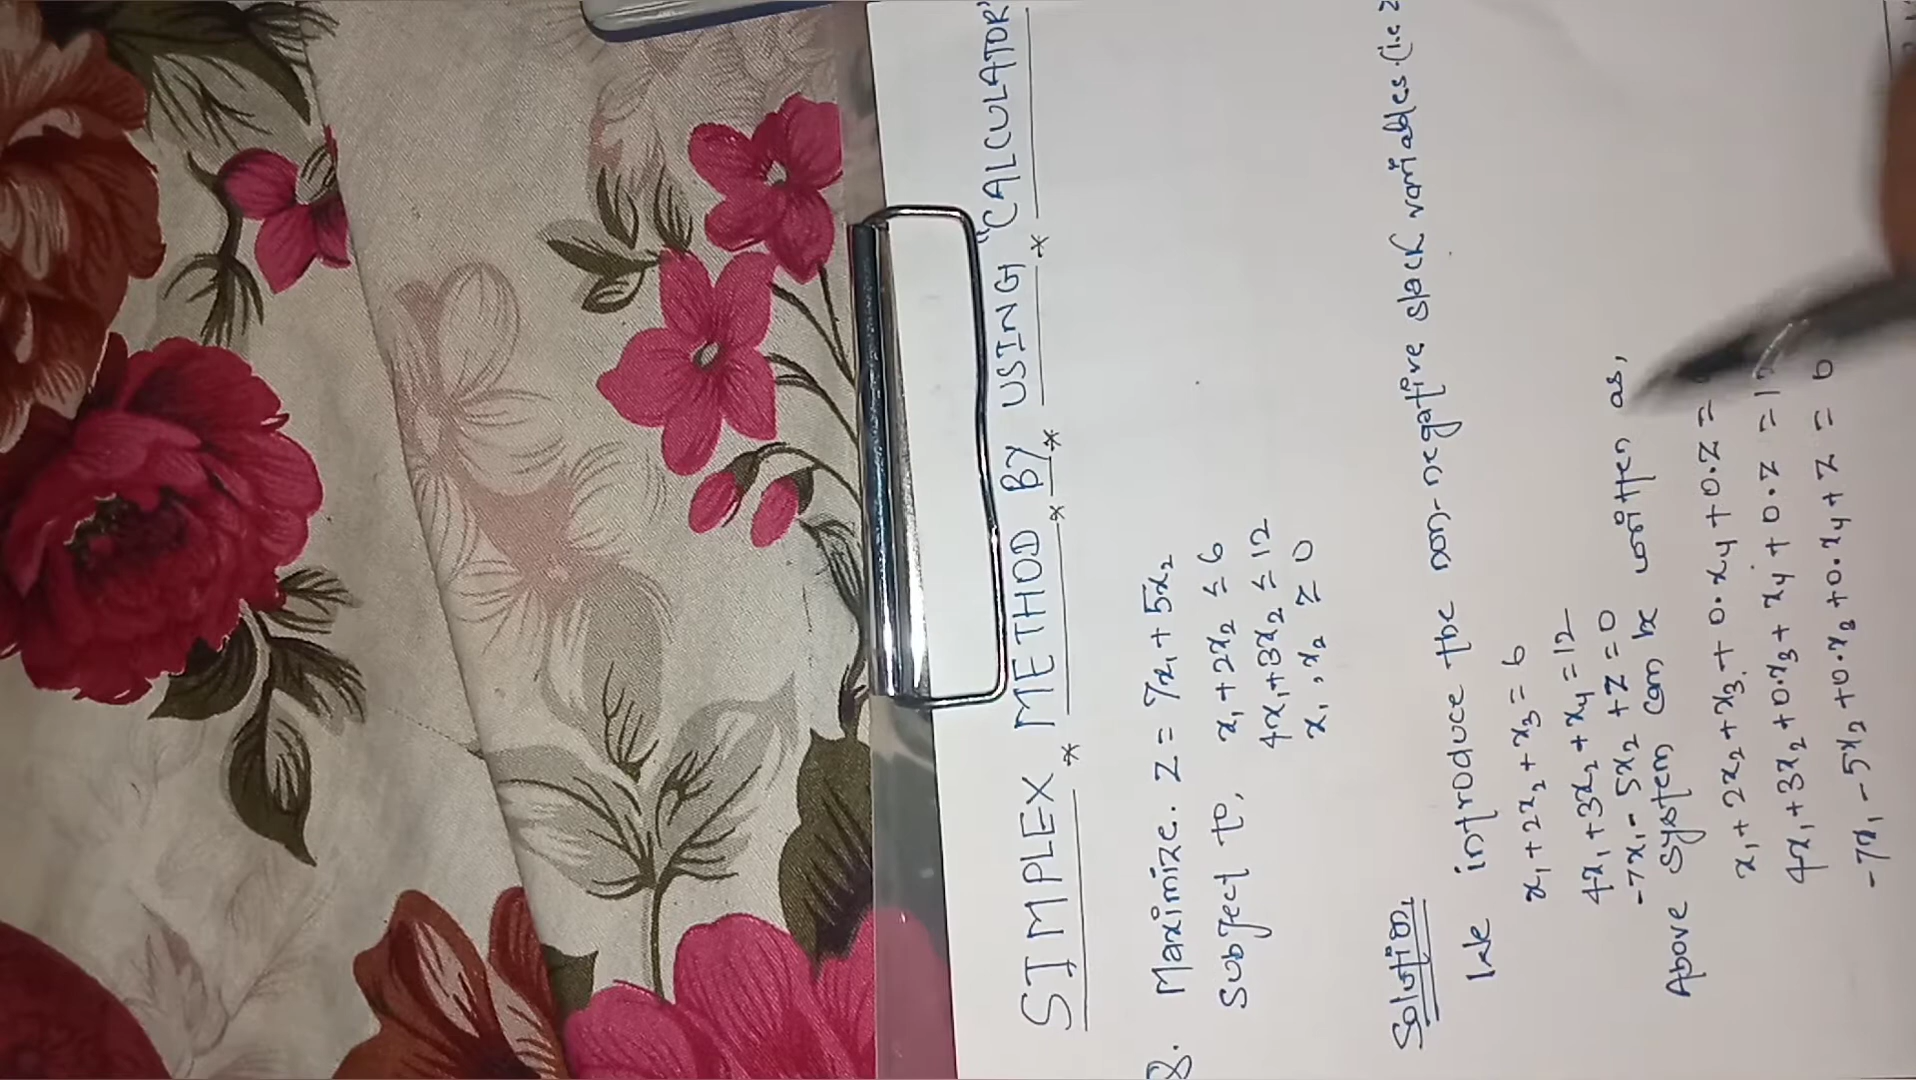 SIMPLEX METHOD BY USING "CALCULATOR"
Q. Maximize. Z = 7x₁ + 5x₂
Subject to, x₁ + 2x₂ ≤ 6
4x₁ + 3x₂ ≤ 12
x₁, x₂ ≥ 0
Solution,
introduce the non-negative slack variables. (i.e
x₁ + 2x₂ + x₃ = 6
4x₁ + 3x₂ + x₄ = 12
-7x₁ - 5x₂ + Z = 0
Above system can be written as,
x₁ + 2x₂ + x₃ + 0.x₄ + 0.Z =
4x₁ + 3x₂ + 0.x₃ + x₄ + 0.Z =
-7x₁ - 5x₂ + 0.x₃ + 0.x₄ + Z =